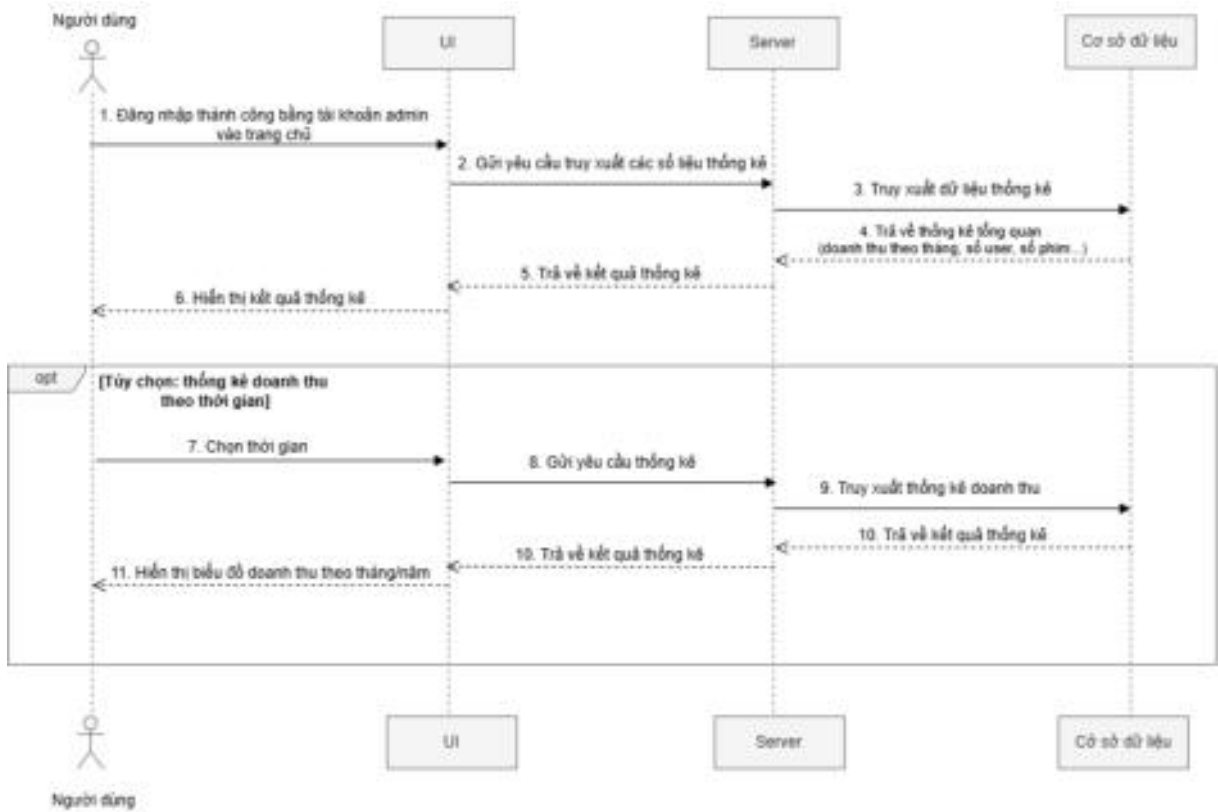 Người dùng
UI
Server
Cơ sở dữ liệu
1. Đăng nhập thành công bằng tài khoản admin
vào trang chủ
2. Gửi yêu cầu truy xuất các số liệu thống kê
3. Truy xuất dữ liệu thống kê
4. Trả về thống kê tổng quan
(doanh thu theo tháng, số user, số phim...)
5. Trả về kết quả thống kê
6. Hiển thị kết quả thống kê
opt
[Tùy chọn: thống kê doanh thu
theo thời gian]
7. Chọn thời gian
8. Gửi yêu cầu thống kê
9. Truy xuất thống kê doanh thu
10. Trả về kết quả thống kê
10. Trả về kết quả thống kê
11. Hiển thị biểu đồ doanh thu theo tháng/năm
UI
Server
Cở sở dữ liệu
Người dùng